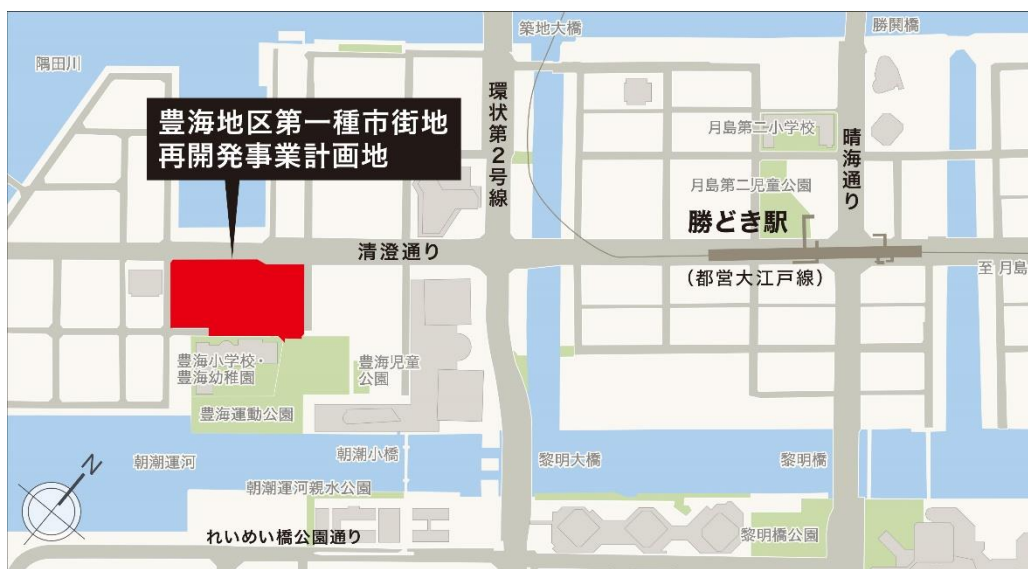 築地大橋
勝鬨橋
隅田川
豊海地区第一種市街地
再開発事業計画地
環状第2号線
月島第二小学校
晴海通り
月島第二児童公園
勝どき駅
清澄通り
(都営大江戸線)
至 月島
豊海小学校・
豊海幼稚園
豊海児童
公園
豊海運動公園
朝潮運河
朝潮小橋
黎明大橋
黎明橋
N
朝潮運河親水公園
れいめい橋公園通り
黎明橋公園